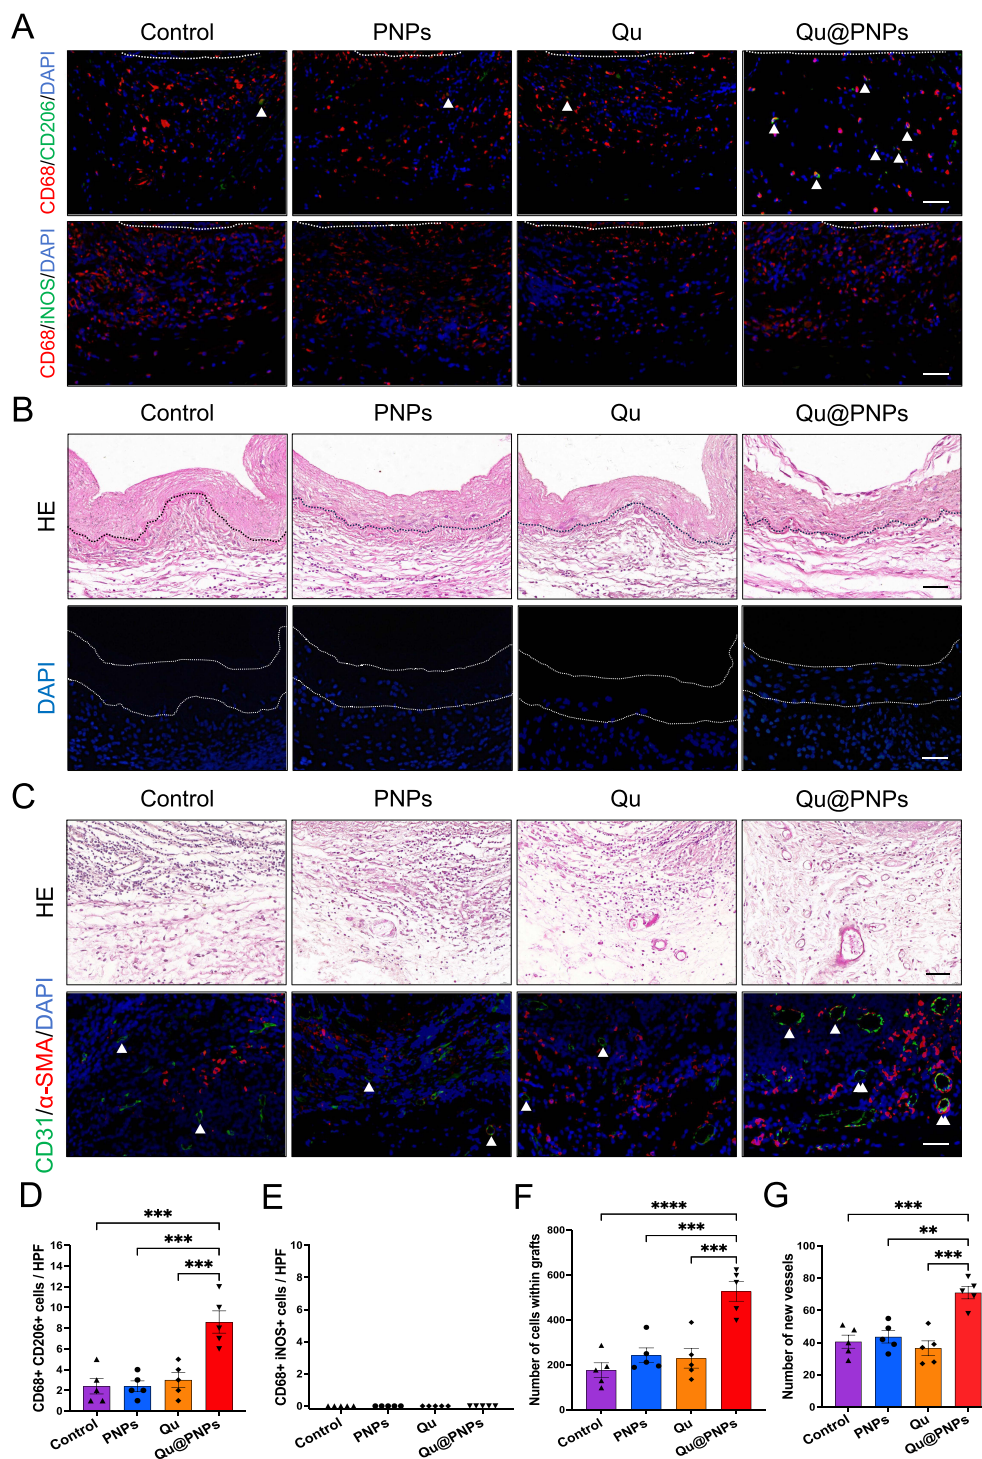 A
Control
PNPs
Qu
Qu@PNPs
CD68/CD206/DAPI
CD68/iNOS/DAPI
B
Control
PNPs
Qu
Qu@PNPs
HE
DAPI
C
Control
PNPs
Qu
Qu@PNPs
HE
CD31/α-SMA/DAPI
D
***
***
***
CD68+ CD206+ cells / HPF
16
14
12
10
8
6
4
2
0
Control
PNPs
Qu
Qu@PNPs
E
CD68+ iNOS+ cells / HPF
10
8
6
4
2
0
Control
PNPs
Qu
Qu@PNPs
F
****
***
***
Number of cells within grafts
800
600
400
200
0
Control
PNPs
Qu
Qu@PNPs
G
***
**
***
Number of new vessels
100
80
60
40
20
0
Control
PNPs
Qu
Qu@PNPs